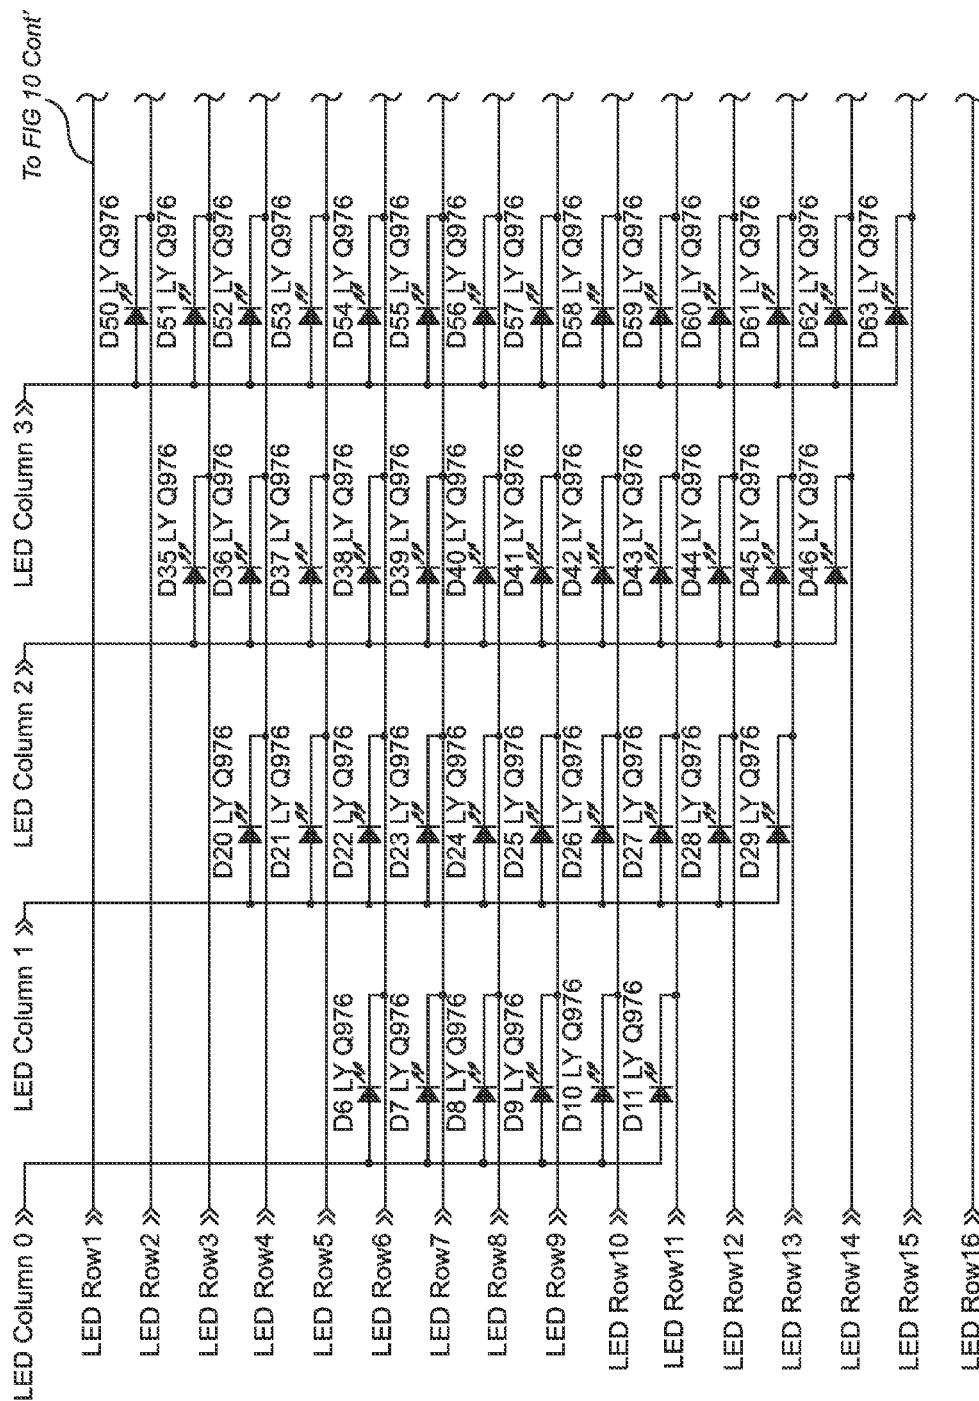 To FIG 10 Cont'
LED Column 0
LED Column 1
LED Column 2
LED Column 3
LED Row1
LED Row2
LED Row3
LED Row4
LED Row5
LED Row6
LED Row7
LED Row8
LED Row9
LED Row10
LED Row11
LED Row12
LED Row13
LED Row14
LED Row15
LED Row16
D6 LY Q976
D7 LY Q976
D8 LY Q976
D9 LY Q976
D10 LY Q976
D11 LY Q976
D20 LY Q976
D21 LY Q976
D22 LY Q976
D23 LY Q976
D24 LY Q976
D25 LY Q976
D26 LY Q976
D27 LY Q976
D28 LY Q976
D29 LY Q976
D35 LY Q976
D36 LY Q976
D37 LY Q976
D38 LY Q976
D39 LY Q976
D40 LY Q976
D41 LY Q976
D42 LY Q976
D43 LY Q976
D44 LY Q976
D45 LY Q976
D46 LY Q976
D50 LY Q976
D51 LY Q976
D52 LY Q976
D53 LY Q976
D54 LY Q976
D55 LY Q976
D56 LY Q976
D57 LY Q976
D58 LY Q976
D59 LY Q976
D60 LY Q976
D61 LY Q976
D62 LY Q976
D63 LY Q976